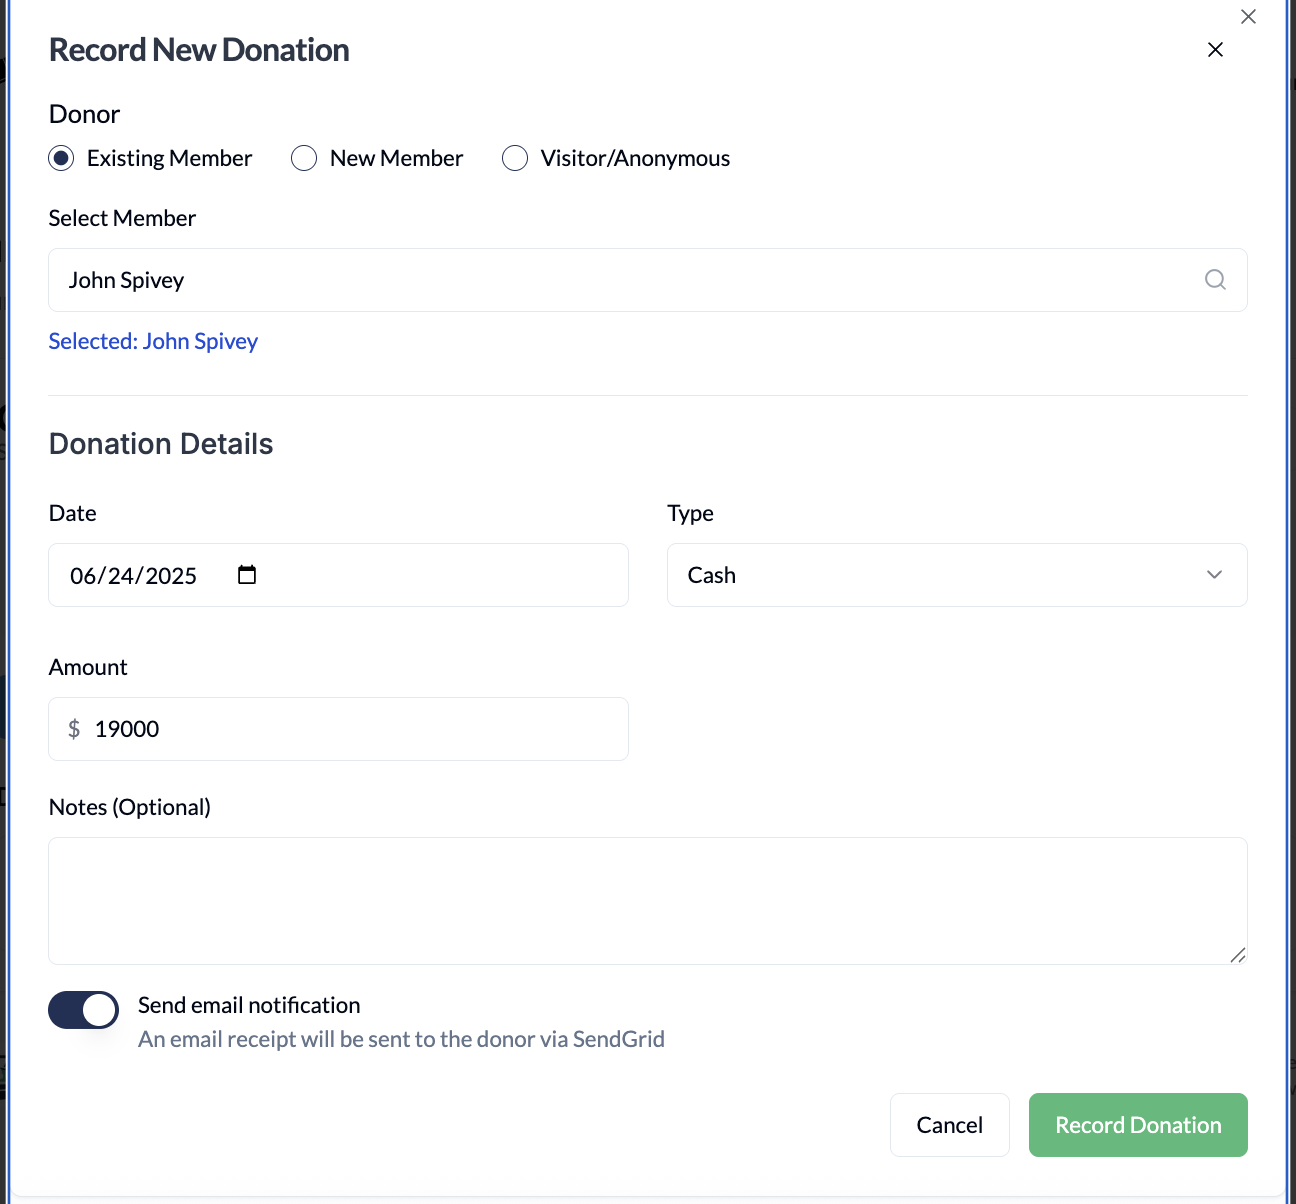 Record New Donation
Donor
Existing Member New Member Visitor/Anonymous
Select Member
John Spivey
Selected: John Spivey
Donation Details
Date Type
06/24/2025 Cash
Amount
$ 19000
Notes (Optional)
Send email notification
An email receipt will be sent to the donor via SendGrid
Cancel Record Donation